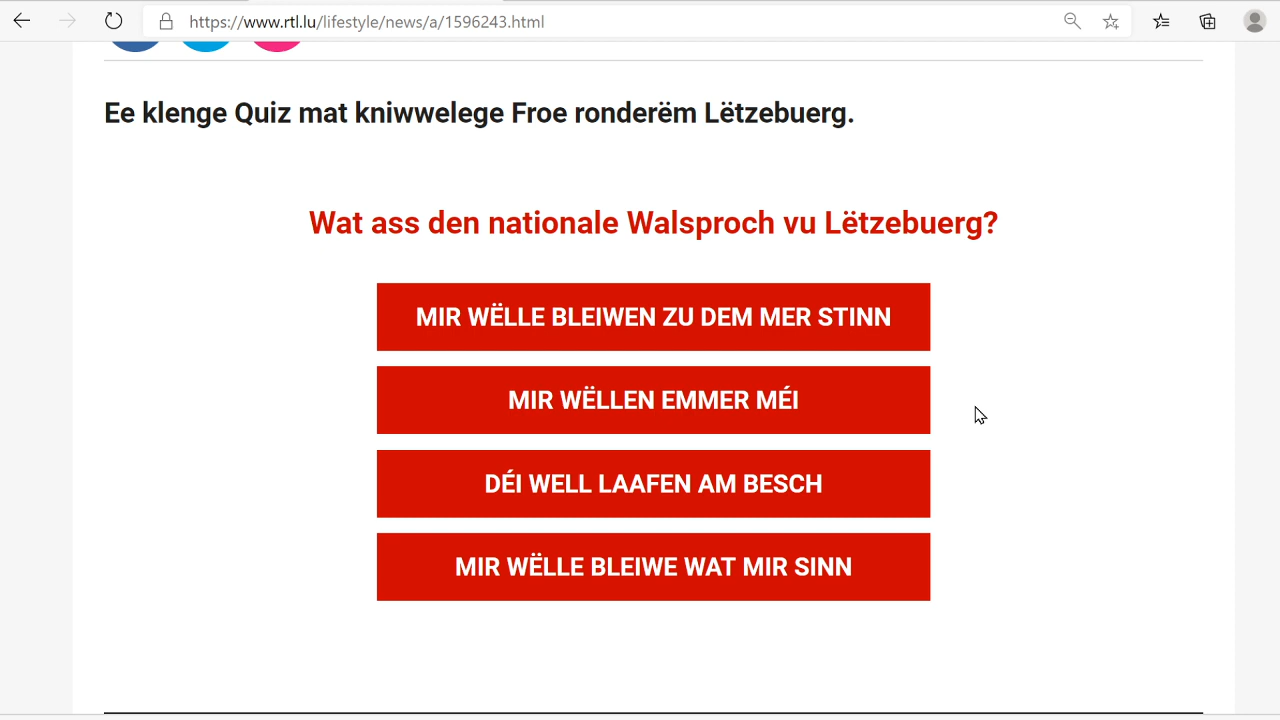 https://www.rtl.lu/lifestyle/news/a/1596243.html
Ee klenge Quiz mat kniwwelege Froe ronderëm Lëtzebuerg.
Wat ass den nationale Walsproch vu Lëtzebuerg?
MIR WËLLE BLEIWEN ZU DEM MER STINN
MIR WËLLEN EMMER MÉI
DÉI WELL LAAFEN AM BESCH
MIR WËLLE BLEIWE WAT MIR SINN